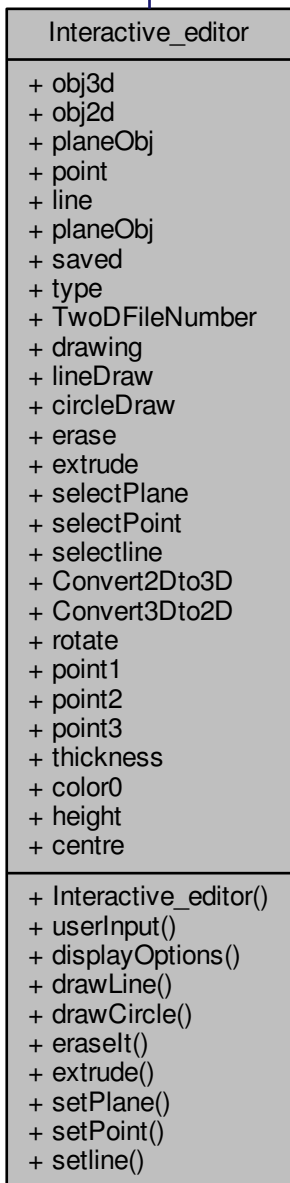 Interactive_editor
+ obj3d
+ obj2d
+ planeObj
+ point
+ line
+ planeObj
+ saved
+ type
+ TwoDFileNumber
+ drawing
+ lineDraw
+ circleDraw
+ erase
+ extrude
+ selectPlane
+ selectPoint
+ selectline
+ Convert2Dto3D
+ Convert3Dto2D
+ rotate
+ point1
+ point2
+ point3
+ thickness
+ color0
+ height
+ centre
+ Interactive_editor()
+ userInput()
+ displayOptions()
+ drawLine()
+ drawCircle()
+ eraseIt()
+ extrude()
+ setPlane()
+ setPoint()
+ setline()